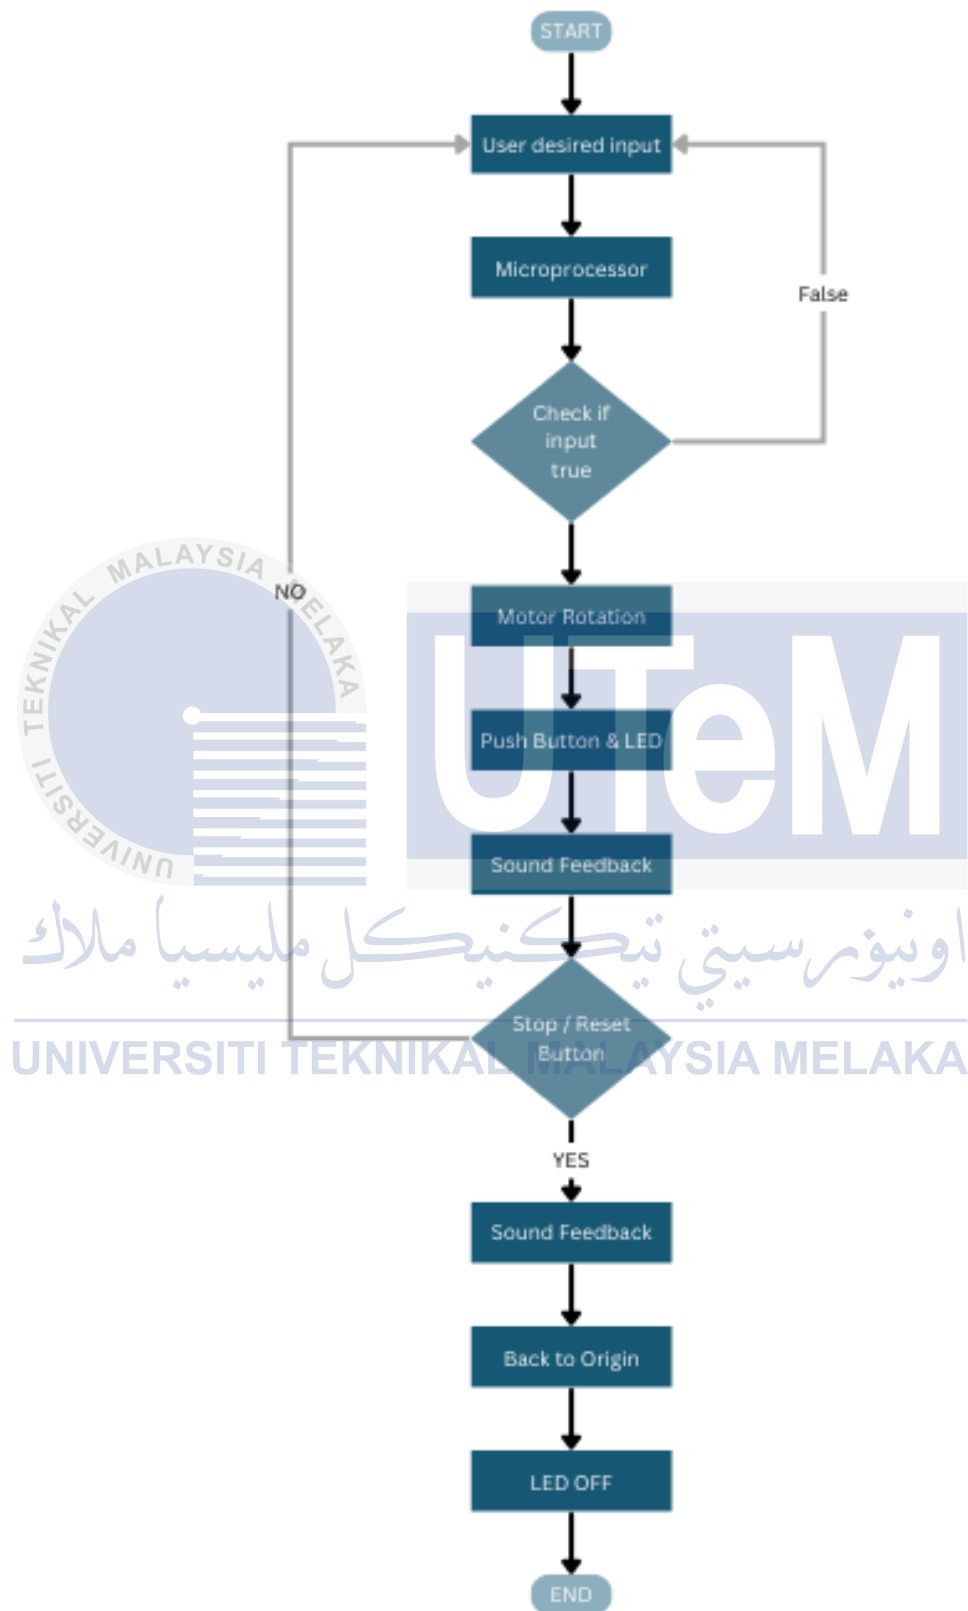 START
User desired input
Microprocessor
False
Check if
input
true
NO
UNIVERSITI TEKNIKAL MALAYSIA MELAKA
Motor Rotation
Push Button & LED
UTeM
Sound Feedback
اونيۏرسيتي تيكنيكل مليسيا ملاك
Stop / Reset
Button
UNIVERSITI TEKNIKAL MALAYSIA MELAKA
YES
Sound Feedback
Back to Origin
LED OFF
END